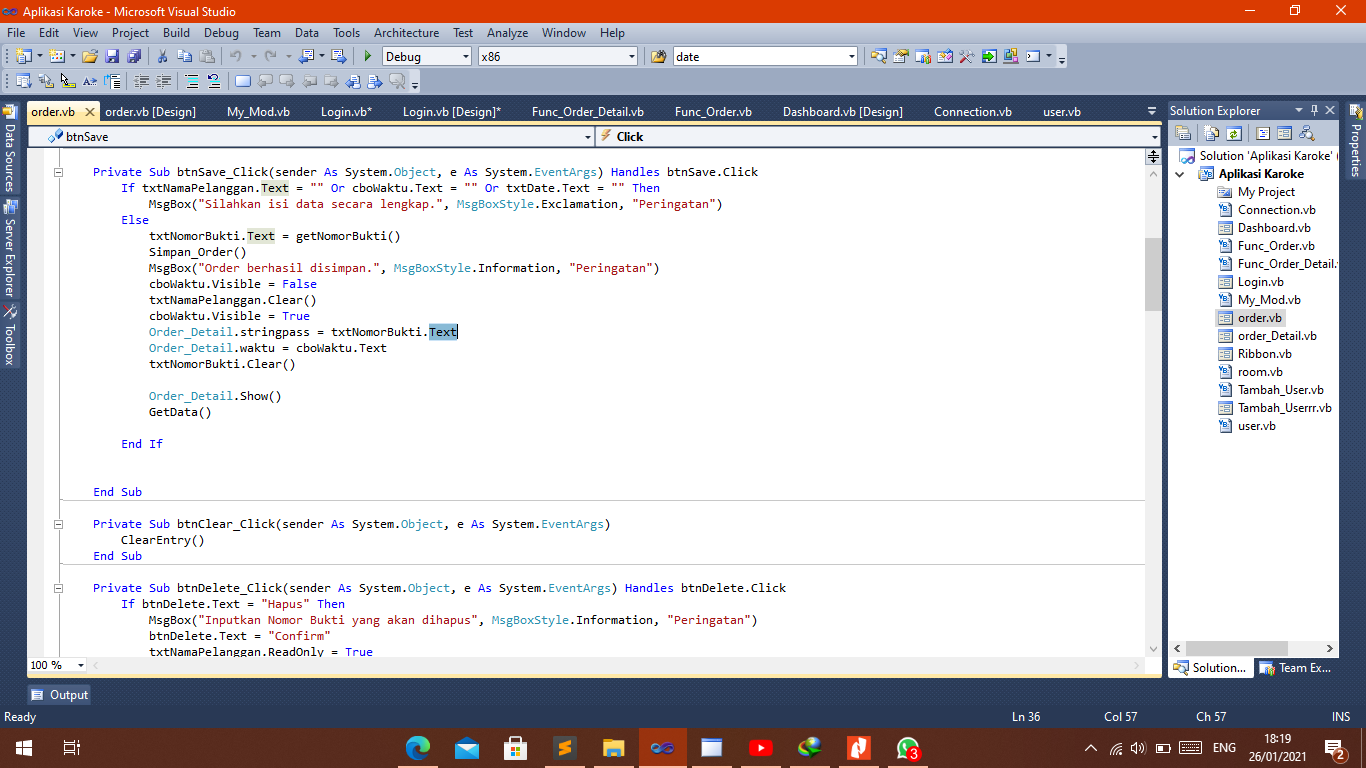 Aplikasi Karoke - Microsoft Visual Studio
File Edit View Project Build Debug Team Data Tools Architecture Test Analyze Window Help
Debug x86 date
order.vb order.vb [Design] My_Mod.vb Login.vb* Login.vb [Design]* Func_Order_Detail.vb Func_Order.vb Dashboard.vb [Design] Connection.vb user.vb
btnSave Click
Private Sub btnSave_Click(sender As System.Object, e As System.EventArgs) Handles btnSave.Click
If txtNamaPelanggan.Text = "" Or cboWaktu.Text = "" Or txtDate.Text = "" Then
MsgBox("Silahkan isi data secara lengkap.", MsgBoxStyle.Exclamation, "Peringatan")
Else
txtNomorBukti.Text = getNomorBukti()
Simpan_Order()
MsgBox("Order berhasil disimpan.", MsgBoxStyle.Information, "Peringatan")
cboWaktu.Visible = False
txtNamaPelanggan.Clear()
cboWaktu.Visible = True
Order_Detail.stringpass = txtNomorBukti.Text
Order_Detail.waktu = cboWaktu.Text
txtNomorBukti.Clear()
Order_Detail.Show()
GetData()
End If
End Sub
Private Sub btnClear_Click(sender As System.Object, e As System.EventArgs)
ClearEntry()
End Sub
Private Sub btnDelete_Click(sender As System.Object, e As System.EventArgs) Handles btnDelete.Click
If btnDelete.Text = "Hapus" Then
MsgBox("Inputkan Nomor Bukti yang akan dihapus", MsgBoxStyle.Information, "Peringatan")
btnDelete.Text = "Confirm"
txtNamaPelanggan.ReadOnly = True
100 %
Data Sources
Server Explorer
Toolbox
Solution Explorer
Solution 'Aplikasi Karoke' (
Aplikasi Karoke
My Project
Connection.vb
Dashboard.vb
Func_Order.vb
Func_Order_Detail.
Login.vb
My_Mod.vb
order.vb
order_Detail.vb
Ribbon.vb
room.vb
Tambah_User.vb
Tambah_Userrr.vb
user.vb
Solution... Team Ex...
Properties
Output
Ready Ln 36 Col 57 Ch 57 INS
3
ENG
18:19
26/01/2021
2